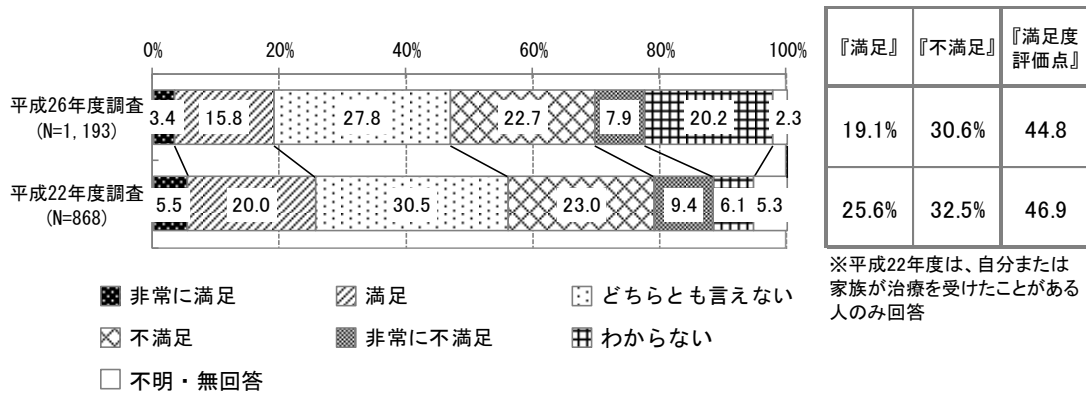 0% 20% 40% 60% 80% 100%
『満足』 『不満足』 『満足度
評価点』
平成26年度調査
(N=1,193)
3.4 15.8 27.8 22.7 7.9 20.2 2.3
19.1% 30.6% 44.8
平成22年度調査
(N=868)
5.5 20.0 30.5 23.0 9.4 6.1 5.3
25.6% 32.5% 46.9
※平成22年度は、自分または
家族が治療を受けたことがある
人のみ回答
非常に満足 満足 どちらとも言えない
不満足 非常に不満足 わからない
不明・無回答